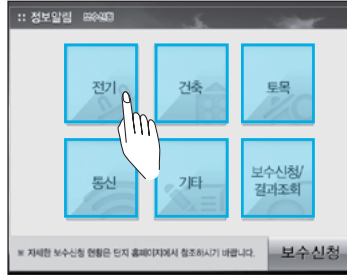 :: 정보알림 보수신청
전기 건축 토목
통신 기타 보수신청/
결과조회
※ 자세한 보수신청 현황은 단지 홈페이지에서 참조하시기 바랍니다. 보수신청